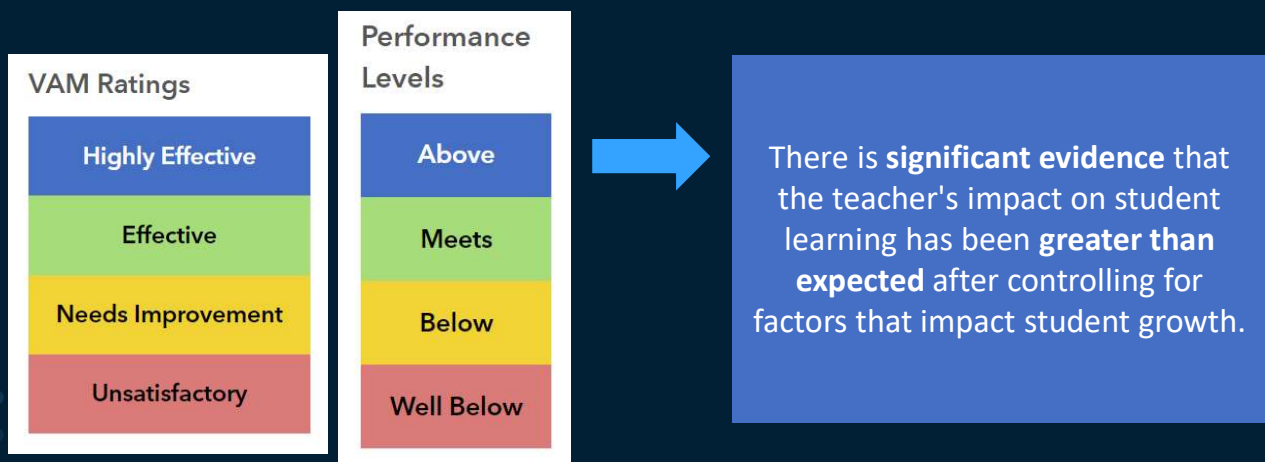 VAM Ratings
Highly Effective
Effective
Needs Improvement
Unsatisfactory
Performance
Levels
Above
Meets
Below
Well Below
There is significant evidence that
the teacher's impact on student
learning has been greater than
expected after controlling for
factors that impact student growth.